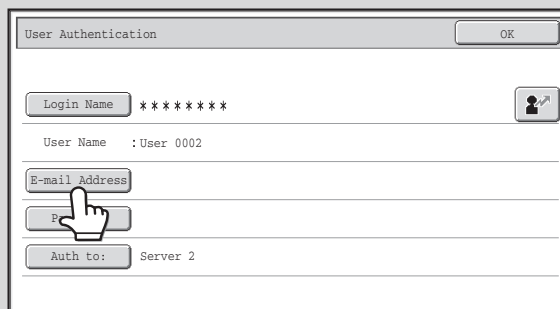 User Authentication OK
Login Name ********
User Name :User 0002
E-mail Address
Auth to: Server 2